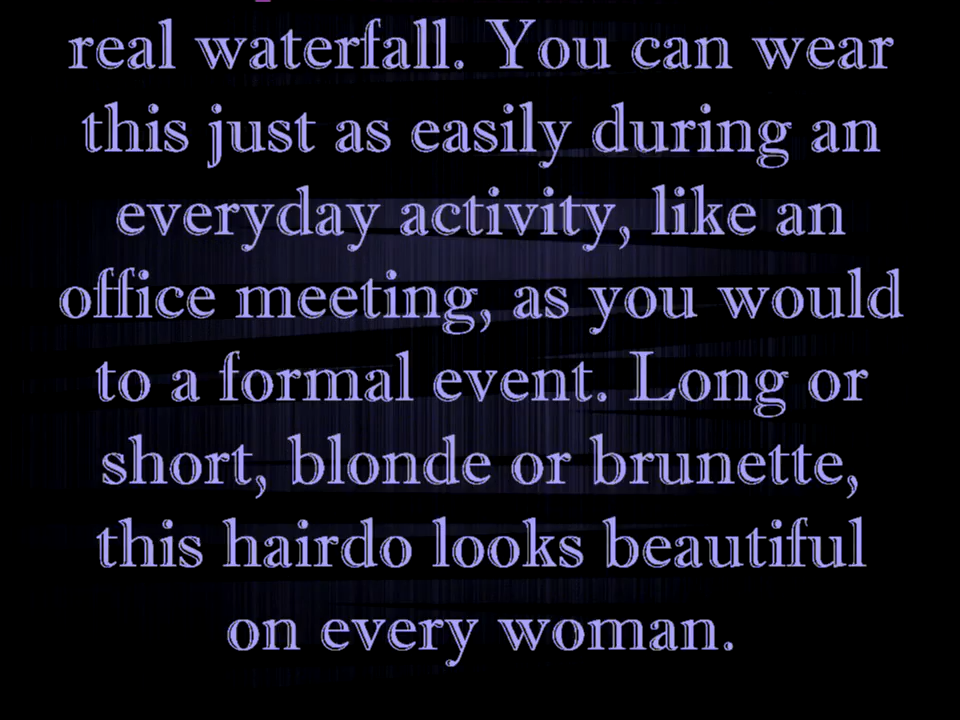 real waterfall. You can wear
this just as easily during an
everyday activity, like an
office meeting, as you would
to a formal event. Long or
short, blonde or brunette,
this hairdo looks beautiful
on every woman.